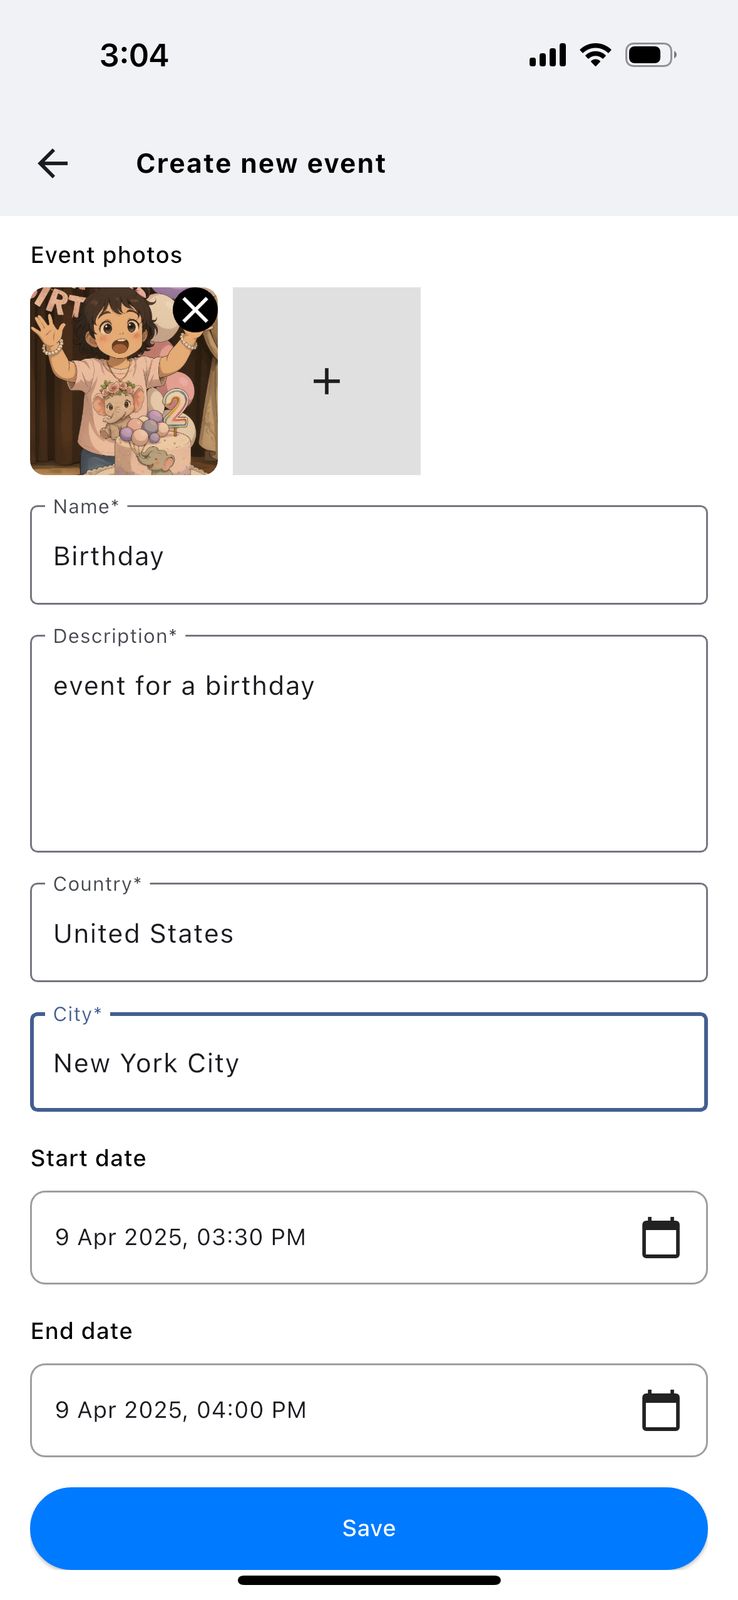 3:04
Create new event
Event photos
IRT
2
Name*
Birthday
Description*
event for a birthday
Country*
United States
City*
New York City
Start date
9 Apr 2025, 03:30 PM
End date
9 Apr 2025, 04:00 PM
Save